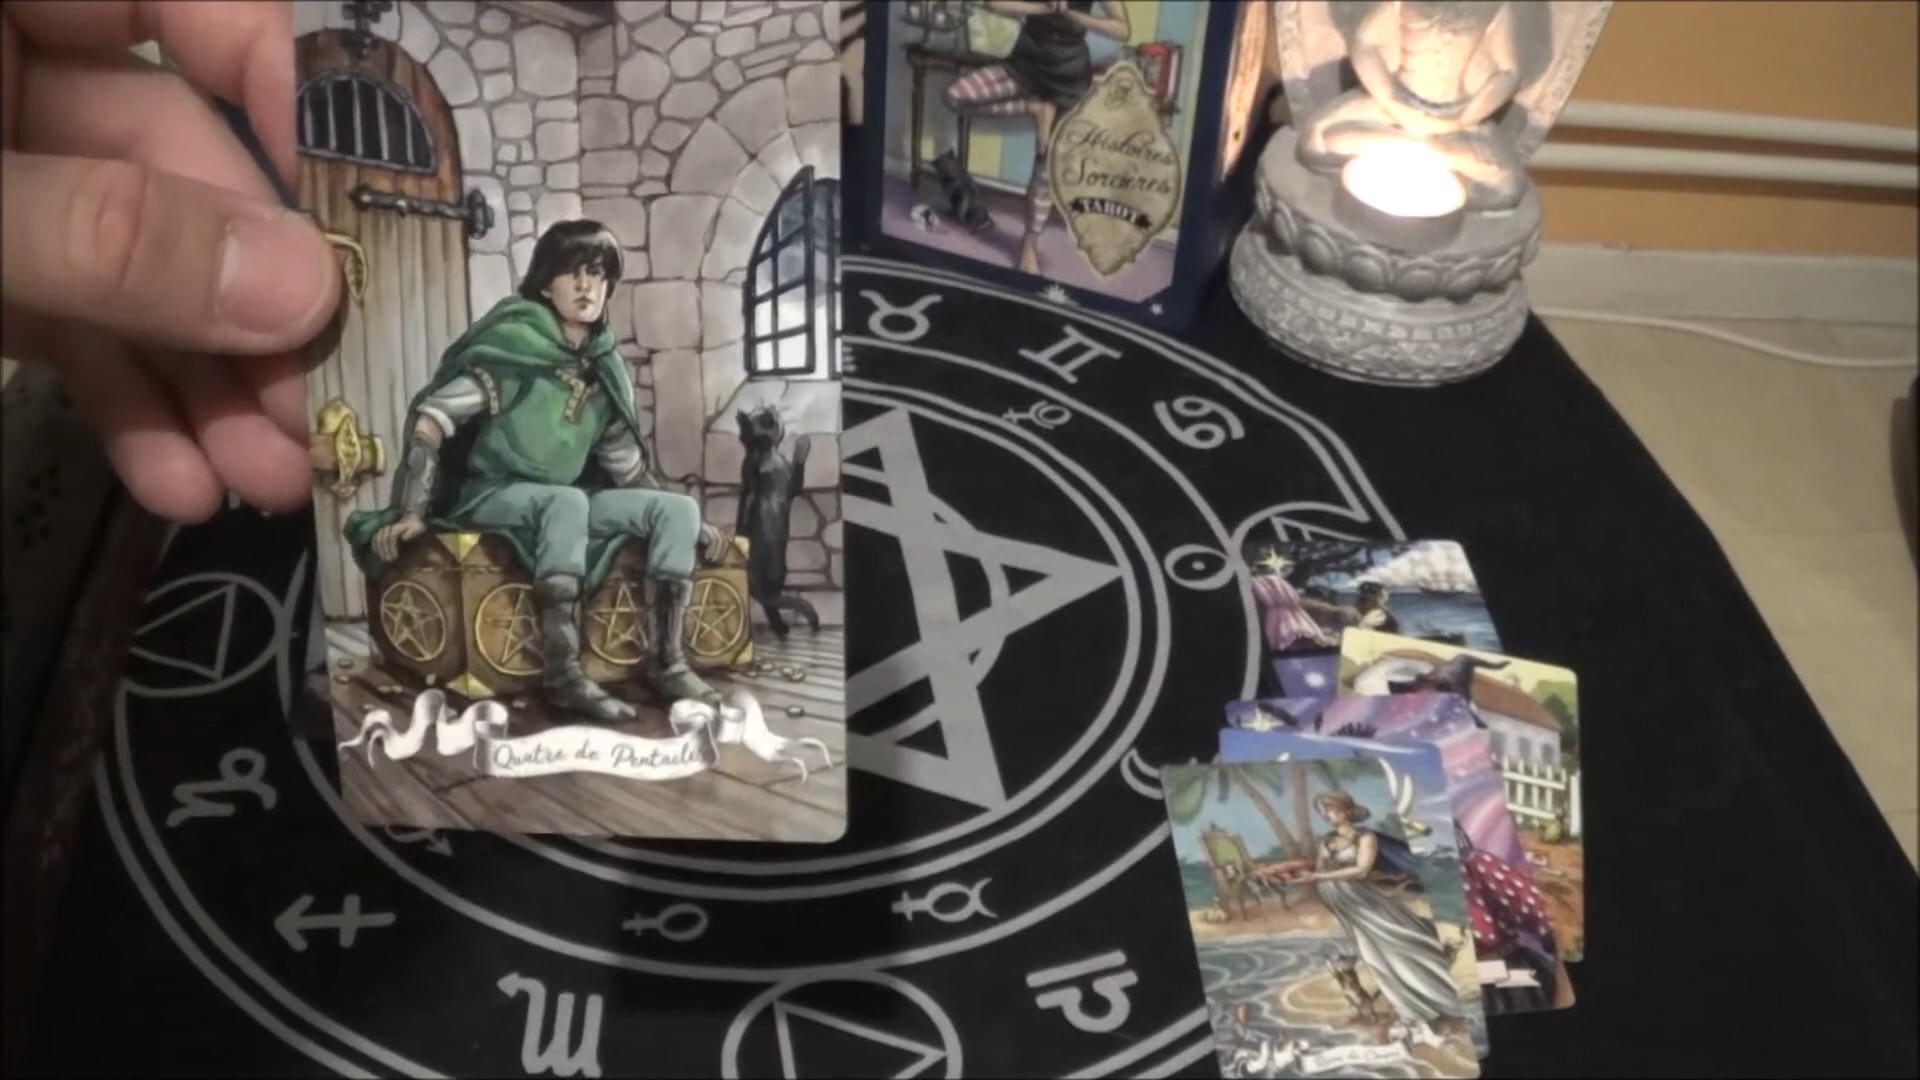 Quatre de Pentacles
Histoires
Sorcières
TAROT